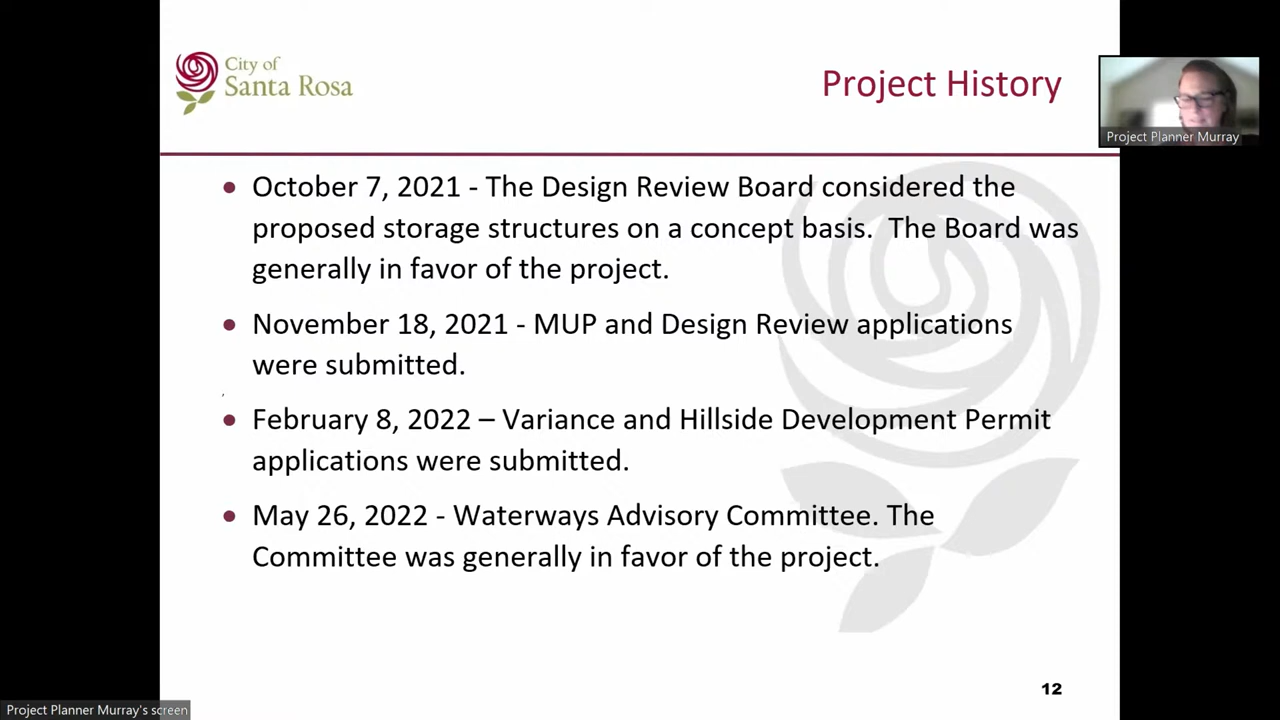 City of
Santa Rosa
Project History
Project Planner Murray
• October 7, 2021 - The Design Review Board considered the
proposed storage structures on a concept basis.  The Board was
generally in favor of the project.
• November 18, 2021 - MUP and Design Review applications
were submitted.
• February 8, 2022 – Variance and Hillside Development Permit
applications were submitted.
• May 26, 2022 - Waterways Advisory Committee. The
Committee was generally in favor of the project.
12
Project Planner Murray's screen